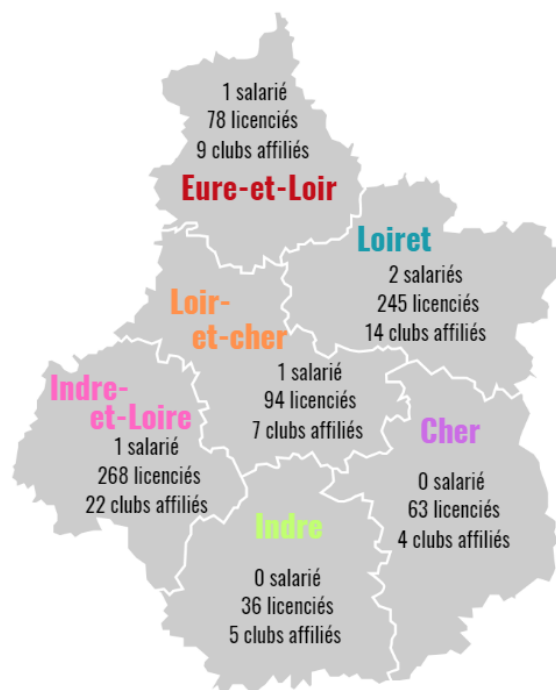 1 salarié
78 licenciés
9 clubs affiliés
Eure-et-Loir
Loiret
2 salariés
245 licenciés
14 clubs affiliés
Loir-
et-cher
1 salarié
94 licenciés
7 clubs affiliés
Indre-
et-Loire
1 salarié
268 licenciés
22 clubs affiliés
Cher
0 salarié
63 licenciés
4 clubs affiliés
Indre
0 salarié
36 licenciés
5 clubs affiliés